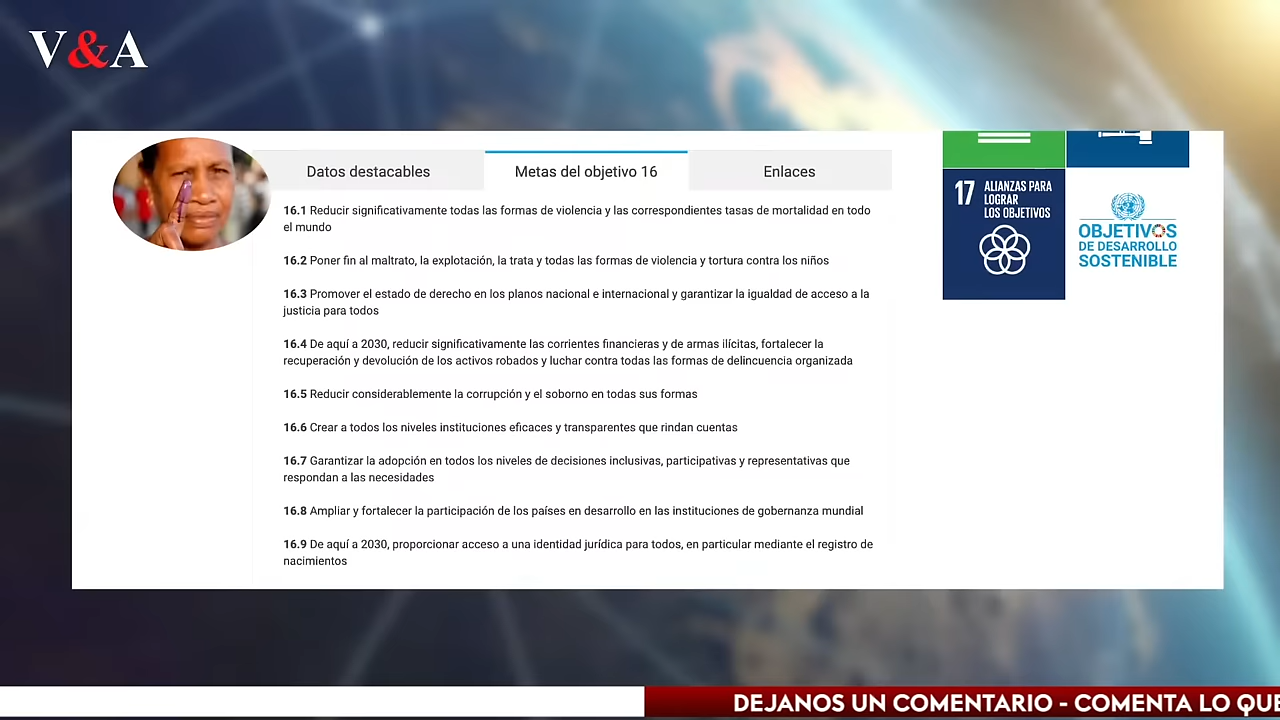 V&A
Datos destacables
Metas del objetivo 16
Enlaces
16.1 Reducir significativamente todas las formas de violencia y las correspondientes tasas de mortalidad en todo
el mundo
16.2 Poner fin al maltrato, la explotación, la trata y todas las formas de violencia y tortura contra los niños
16.3 Promover el estado de derecho en los planos nacional e internacional y garantizar la igualdad de acceso a la
justicia para todos
16.4 De aquí a 2030, reducir significativamente las corrientes financieras y de armas ilícitas, fortalecer la
recuperación y devolución de los activos robados y luchar contra todas las formas de delincuencia organizada
16.5 Reducir considerablemente la corrupción y el soborno en todas sus formas
16.6 Crear a todos los niveles instituciones eficaces y transparentes que rindan cuentas
16.7 Garantizar la adopción en todos los niveles de decisiones inclusivas, participativas y representativas que
respondan a las necesidades
16.8 Ampliar y fortalecer la participación de los países en desarrollo en las instituciones de gobernanza mundial
16.9 De aquí a 2030, proporcionar acceso a una identidad jurídica para todos, en particular mediante el registro de
nacimientos
17 ALIANZAS PARA
LOGRAR
LOS OBJETIVOS
OBJETIVOS
DE DESARROLLO
SOSTENIBLE
DEJANOS UN COMENTARIO - COMENTA LO QUE